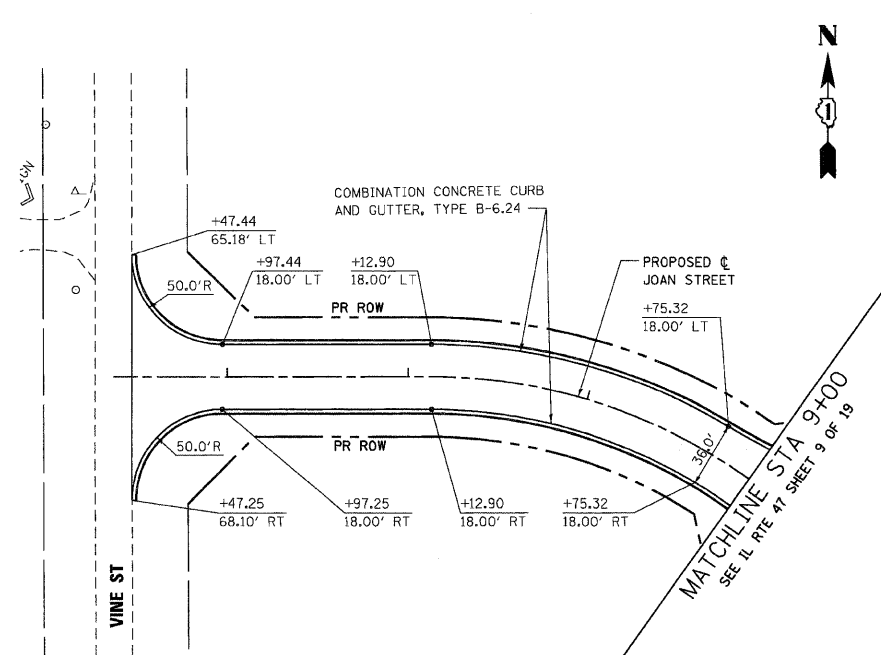 N
1
COMBINATION CONCRETE CURB
AND GUTTER, TYPE B-6.24
+47.44
65.18' LT
+97.44
18.00' LT
+12.90
18.00' LT
PROPOSED ℄
JOAN STREET
50.0'R
PR ROW
+75.32
18.00' LT
36.0'
50.0'R
PR ROW
+47.25
68.10' RT
+97.25
18.00' RT
+12.90
18.00' RT
+75.32
18.00' RT
MATCHLINE STA 9+00
SEE IL RTE 47 SHEET 9 OF 19
VINE ST